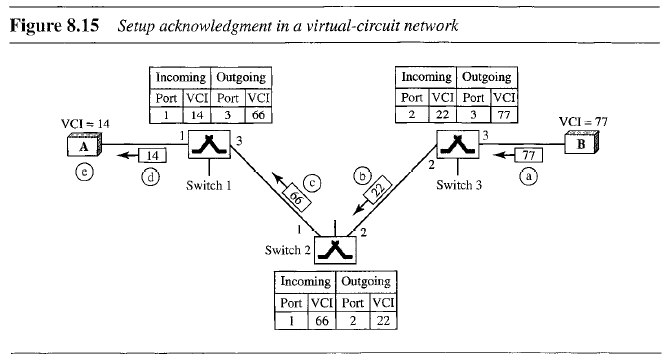 Figure 8.15 Setup acknowledgment in a virtual-circuit network
Incoming Outgoing
Port VCI Port VCI
1 14 3 66
Incoming Outgoing
Port VCI Port VCI
2 22 3 77
VCI = 14
A
e
14
d
1
3
Switch 1
66
c
b
22
2
3
Switch 3
VCI = 77
B
77
a
1
2
Switch 2
Incoming Outgoing
Port VCI Port VCI
1 66 2 22